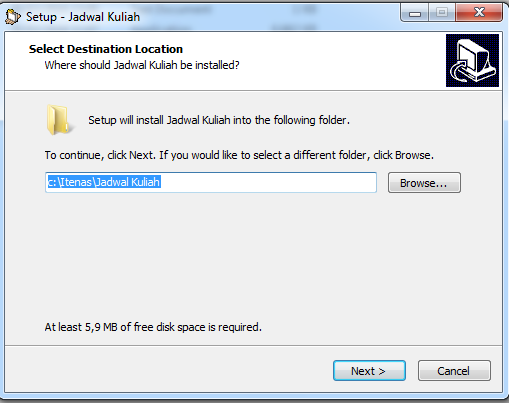 Setup - Jadwal Kuliah
Select Destination Location
Where should Jadwal Kuliah be installed?
Setup will install Jadwal Kuliah into the following folder.
To continue, click Next. If you would like to select a different folder, click Browse.
c:\Itenas\Jadwal Kuliah
Browse...
At least 5,9 MB of free disk space is required.
Next >
Cancel